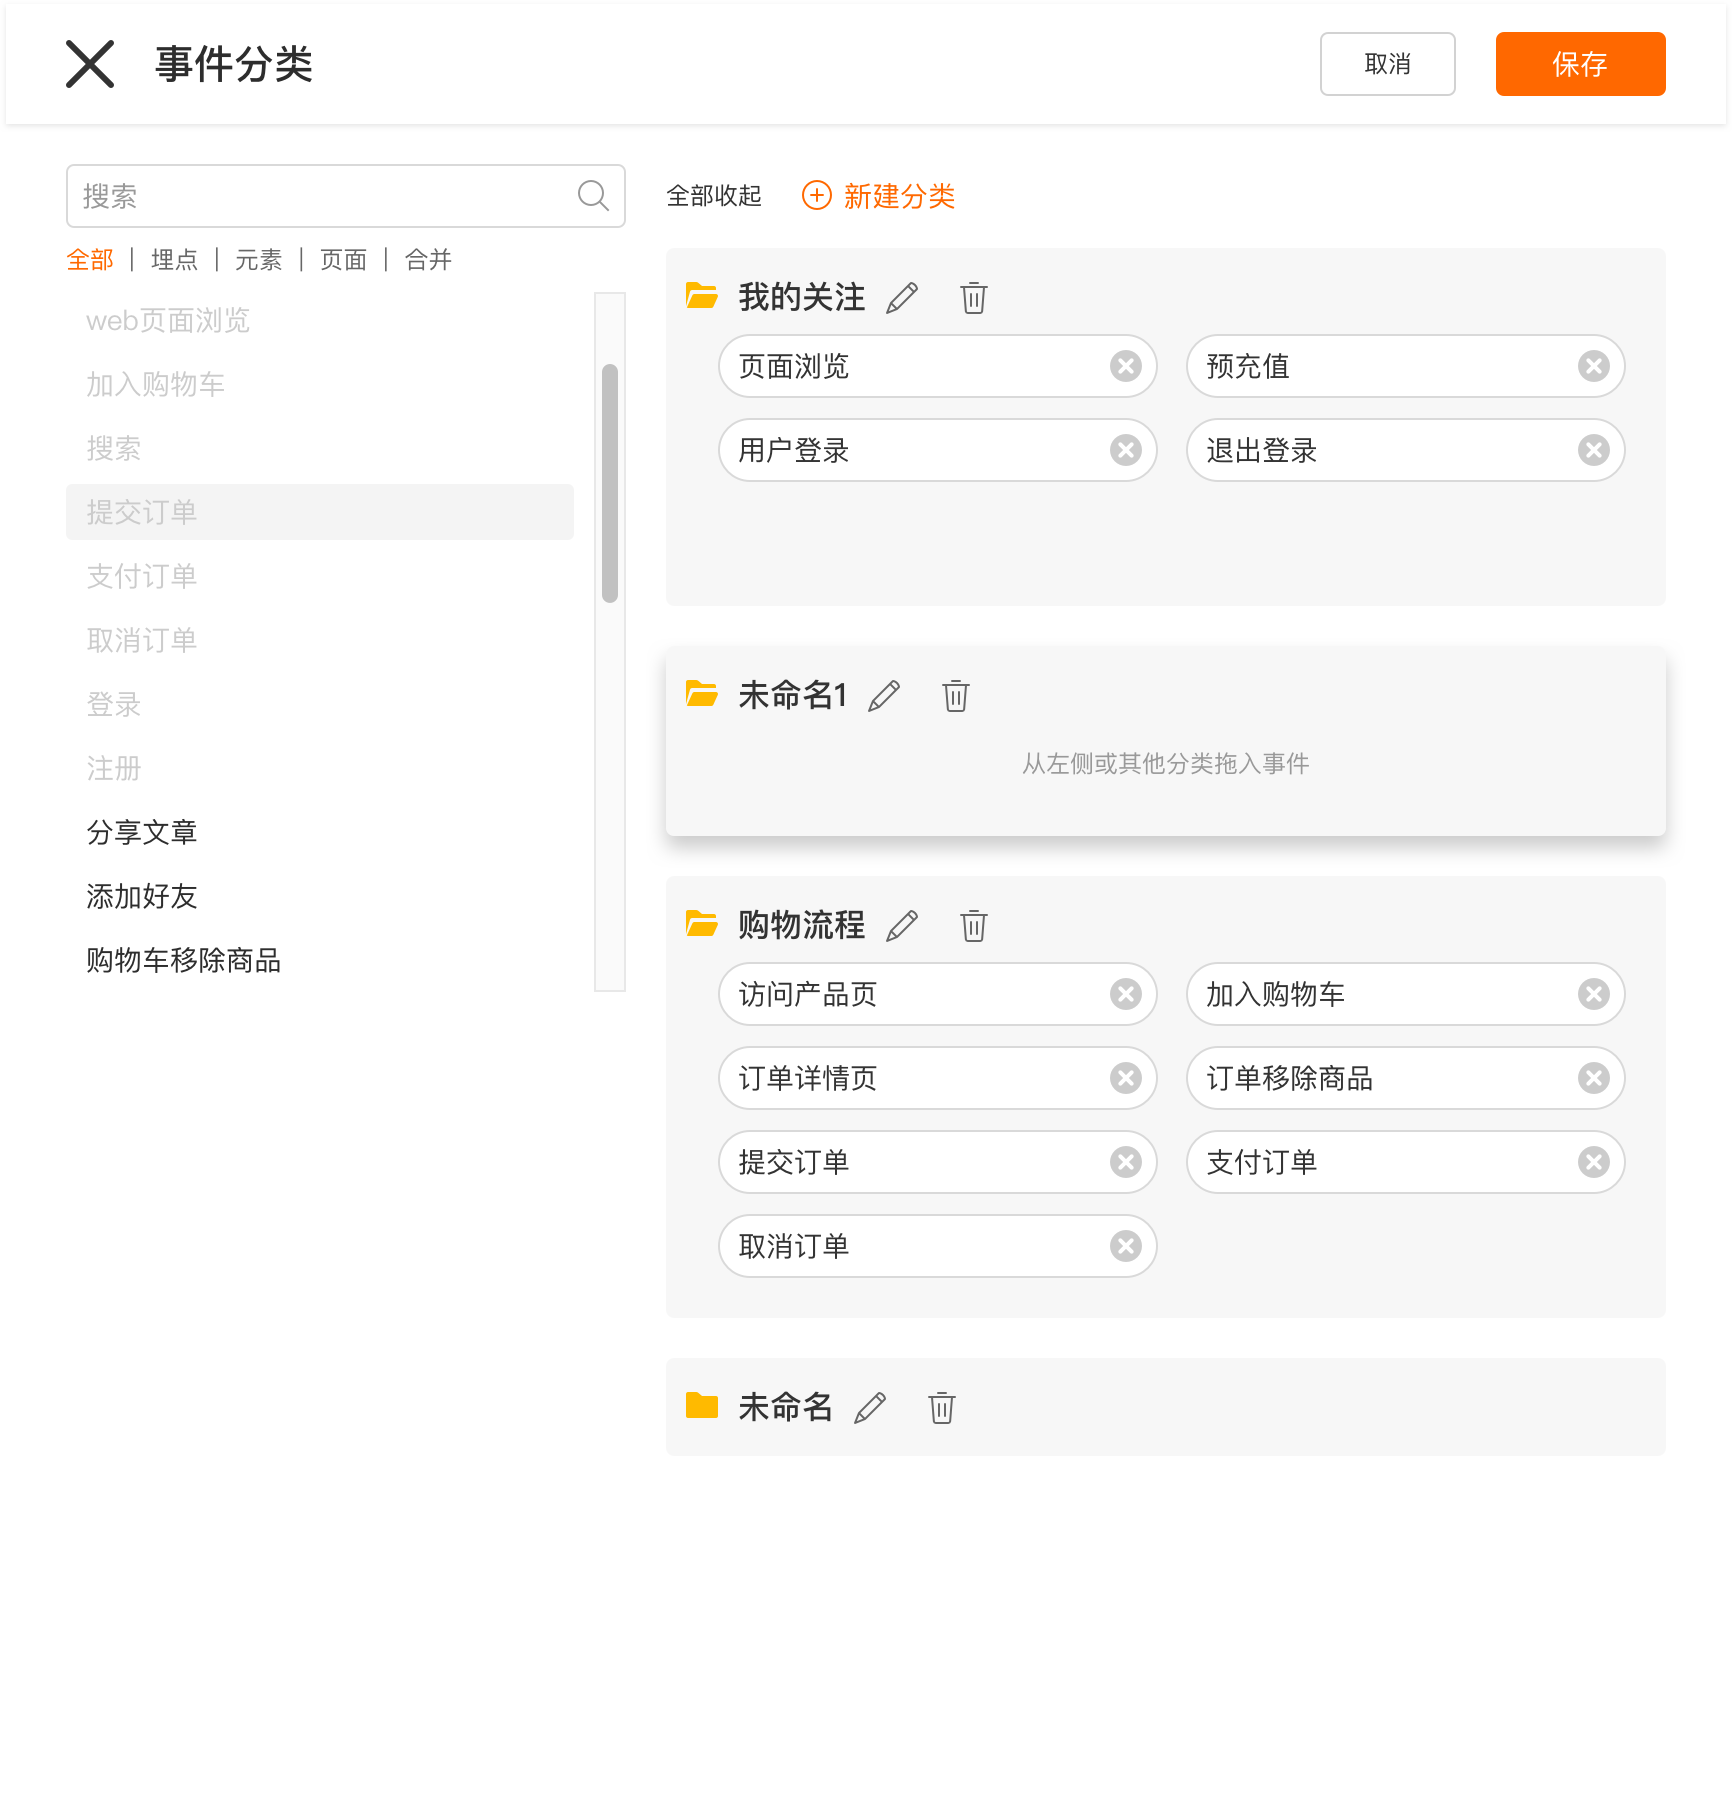 事件分类
取消
保存
搜索
全部 | 埋点 | 元素 | 页面 | 合并
web页面浏览
加入购物车
搜索
提交订单
支付订单
取消订单
登录
注册
分享文章
添加好友
购物车移除商品
全部收起
新建分类
我的关注
页面浏览
预充值
用户登录
退出登录
未命名1
从左侧或其他分类拖入事件
购物流程
访问产品页
加入购物车
订单详情页
订单移除商品
提交订单
支付订单
取消订单
未命名